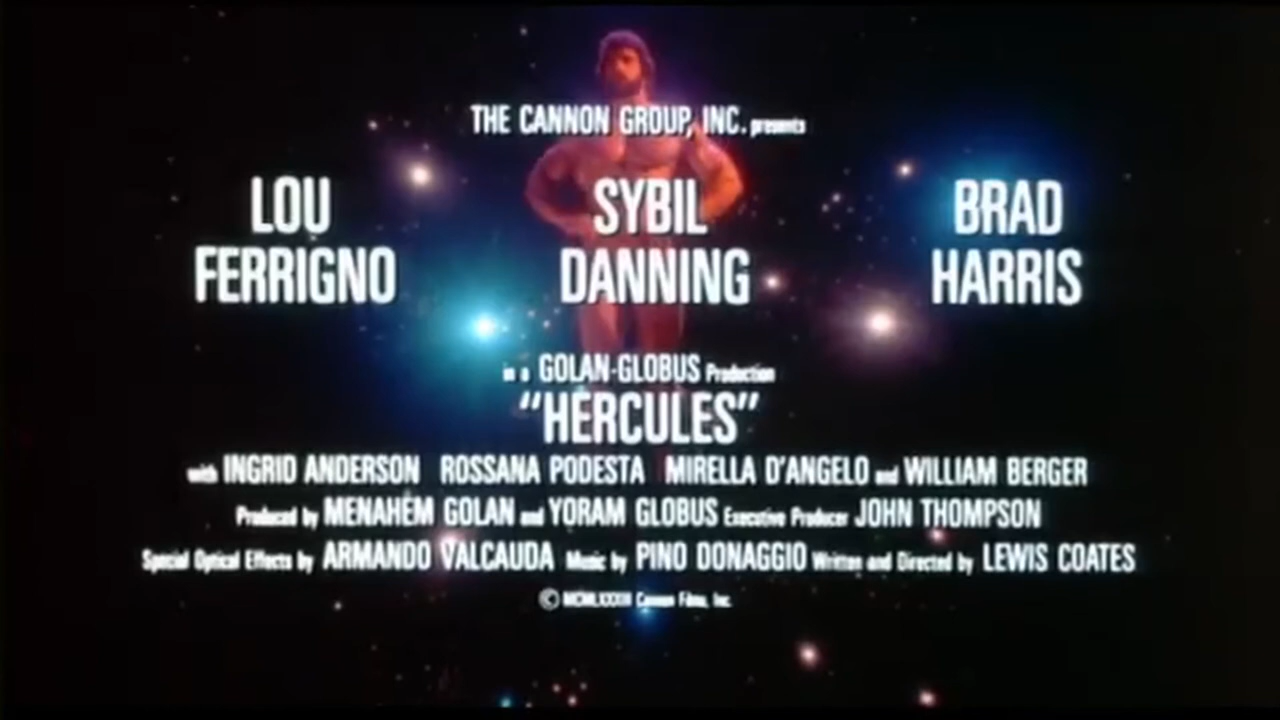 THE CANNON GROUP, INC. presents
LOU FERRIGNO
SYBIL DANNING
BRAD HARRIS
in a GOLAN-GLOBUS Production
"HERCULES"
with INGRID ANDERSON ROSSANA PODESTA MIRELLA D'ANGELO and WILLIAM BERGER
Produced by MENAHEM GOLAN and YORAM GLOBUS Executive Producer JOHN THOMPSON
Special Optical Effects by ARMANDO VALCAUDA Music by PINO DONAGGIO Written and Directed by LEWIS COATES
© MCMLXXXIII Cannon Films, Inc.